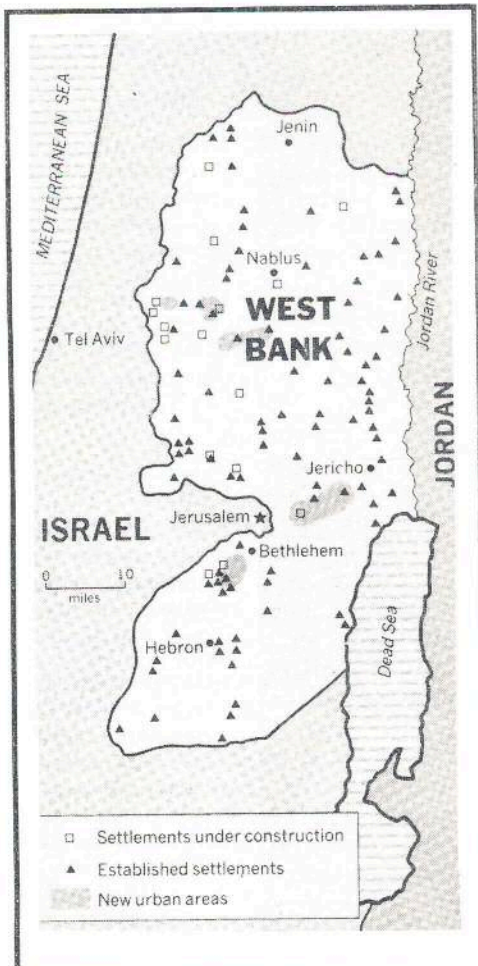 MEDITERRANEAN SEA
Jenin
Nablus
WEST
BANK
Tel Aviv
Jordan River
JORDAN
Jericho
ISRAEL
Jerusalem
Bethlehem
0 10
miles
Hebron
Dead Sea
Settlements under construction
Established settlements
New urban areas